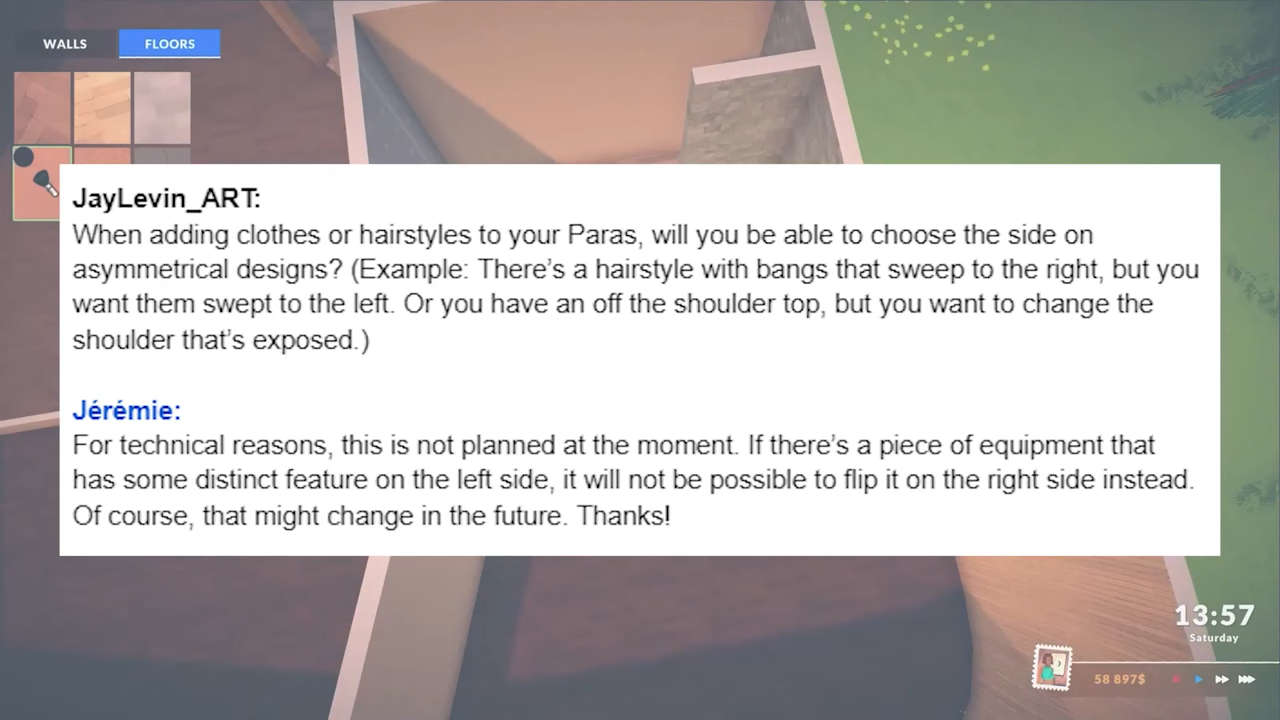 WALLS
FLOORS
JayLevin_ART:
When adding clothes or hairstyles to your Paras, will you be able to choose the side on
asymmetrical designs? (Example: There's a hairstyle with bangs that sweep to the right, but you
want them swept to the left. Or you have an off the shoulder top, but you want to change the
shoulder that's exposed.)
Jérémie:
For technical reasons, this is not planned at the moment. If there's a piece of equipment that
has some distinct feature on the left side, it will not be possible to flip it on the right side instead.
Of course, that might change in the future. Thanks!
13:57
Saturday
58 897$